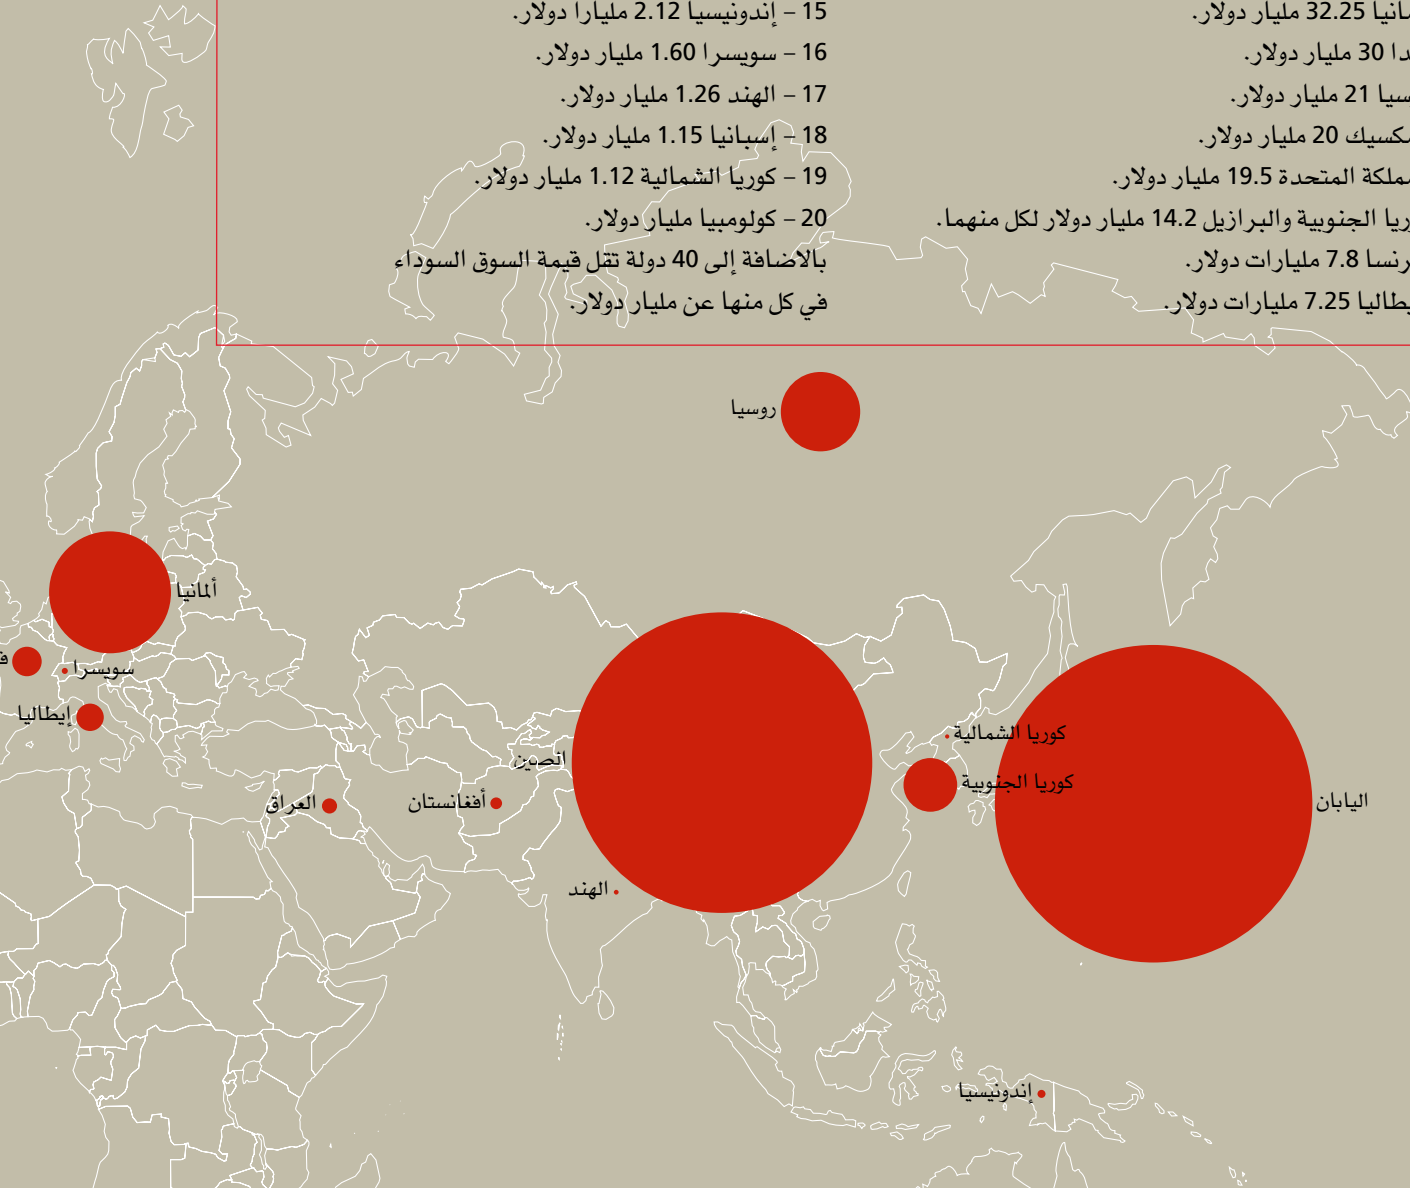 32.25 مليار دولار.
30 مليار دولار.
21 مليار دولار.
20 مليار دولار.
المتحدة 19.5 مليار دولار.
الجنوبية والبرازيل 14.2 مليار دولار لكل منهما.
7.8 مليارات دولار.
7.25 مليارات دولار.
15 – إندونيسيا 2.12 مليارا دولار.
16 – سويسرا 1.60 مليار دولار.
17 – الهند 1.26 مليار دولار.
18 – إسبانيا 1.15 مليار دولار.
19 – كوريا الشمالية 1.12 مليار دولار.
20 – كولومبيا مليار دولار.
بالاضافة إلى 40 دولة تقل قيمة السوق السوداء
في كل منها عن مليار دولار.
روسيا
ألمانيا
سويسرا
إيطاليا
كوريا الشمالية
الصين
كوريا الجنوبية
اليابان
أفغانستان
العراق
الهند
إندونيسيا